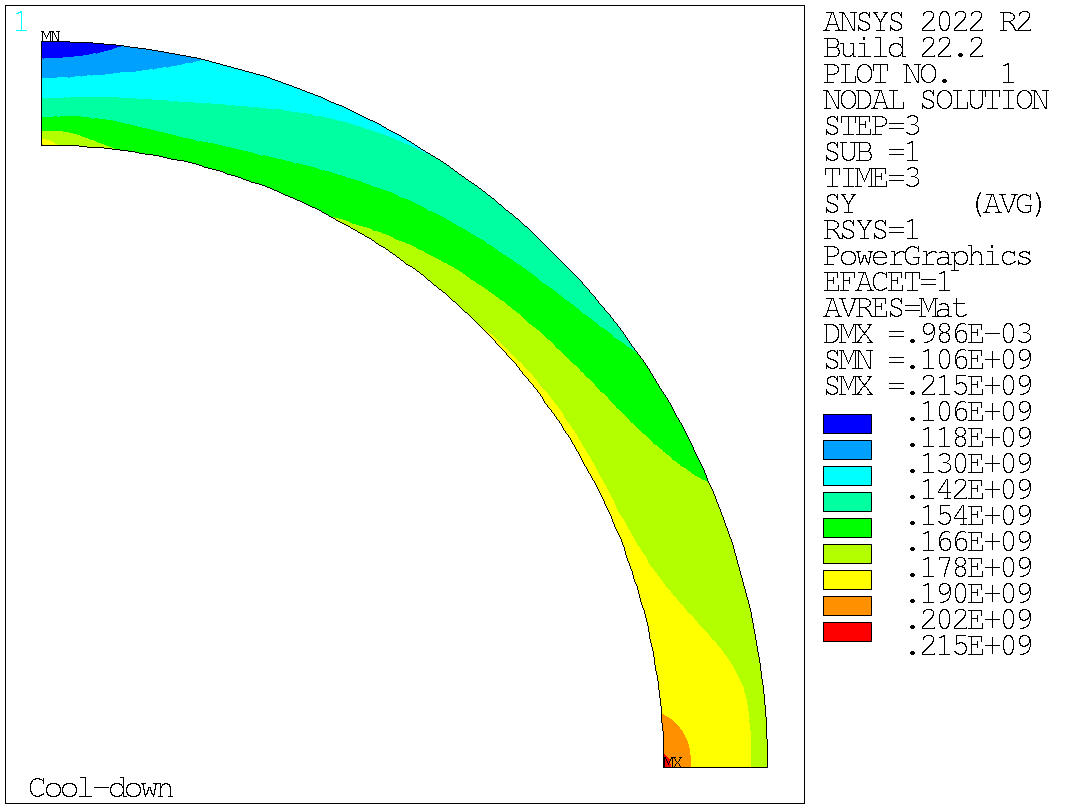 1
MN
MX
Cool-down
ANSYS 2022 R2
Build 22.2
PLOT NO.   1
NODAL SOLUTION
STEP=3
SUB =1
TIME=3
SY       (AVG)
RSYS=1
PowerGraphics
EFACET=1
AVRES=Mat
DMX =.986E-03
SMN =.106E+09
SMX =.215E+09
.106E+09
.118E+09
.130E+09
.142E+09
.154E+09
.166E+09
.178E+09
.190E+09
.202E+09
.215E+09